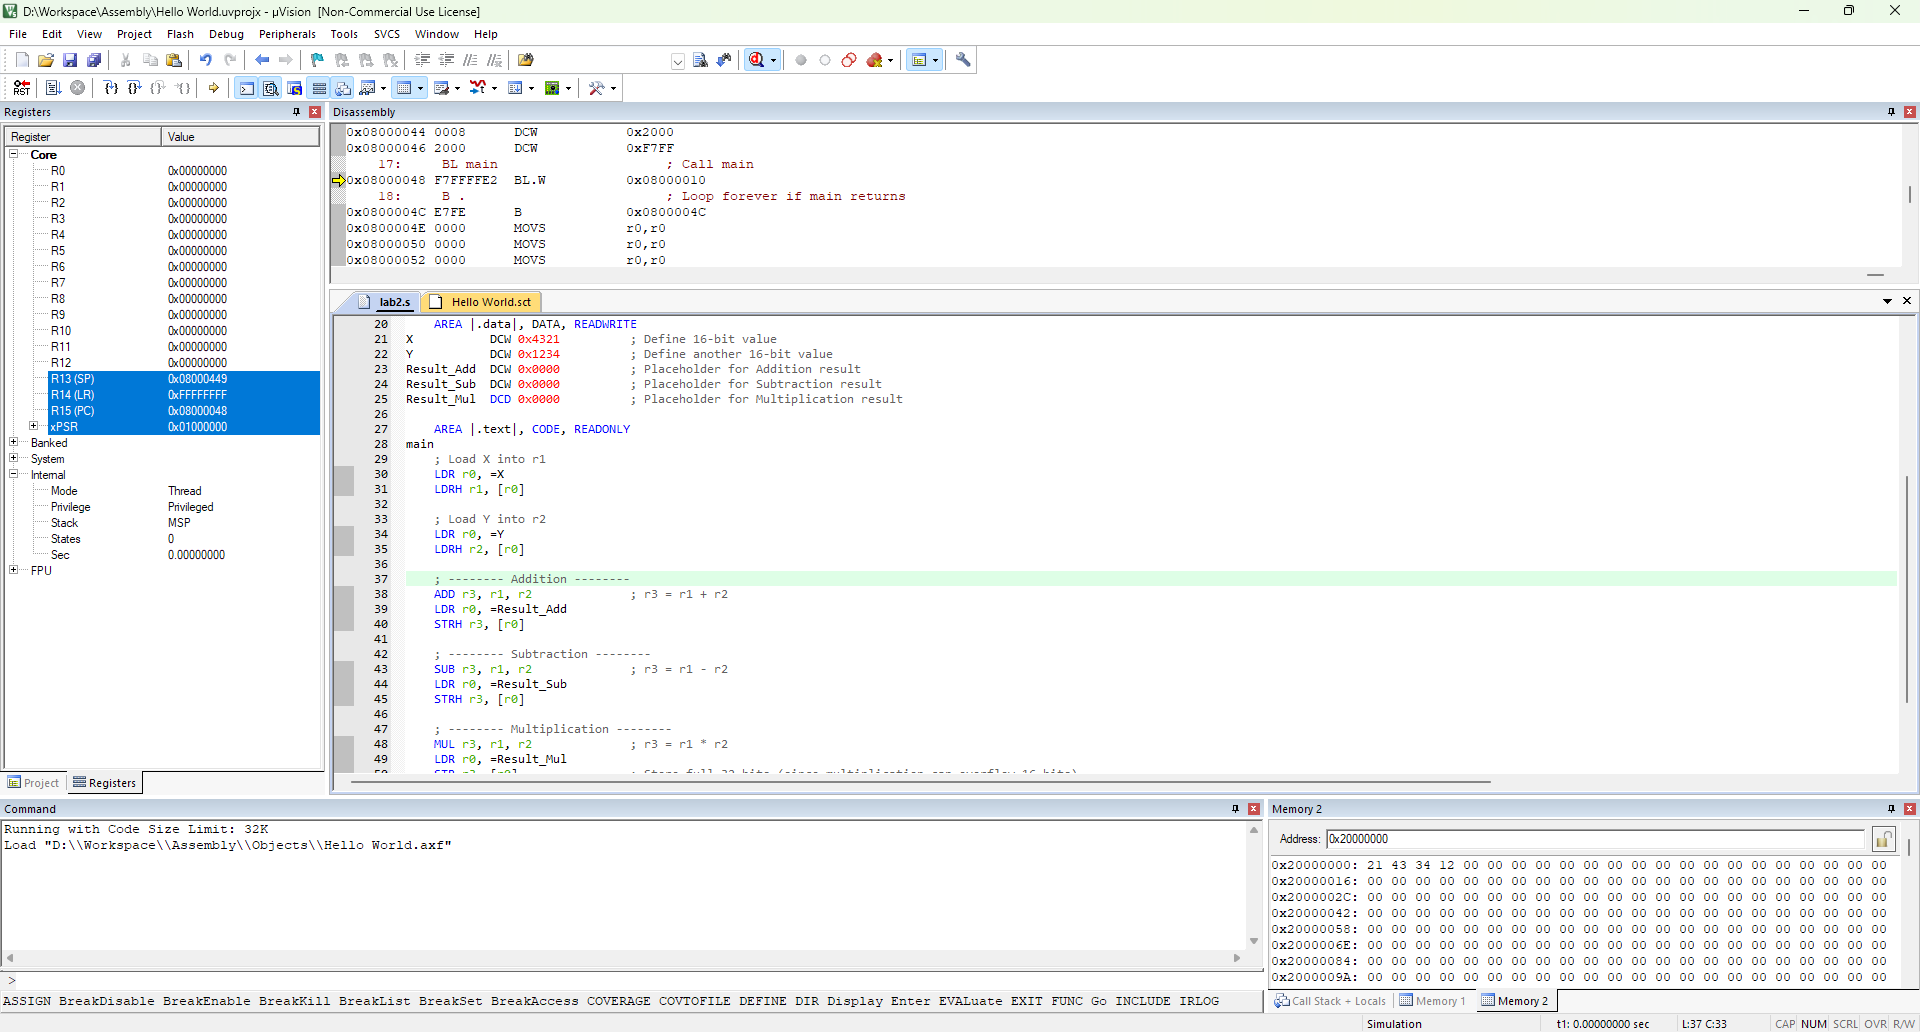 D:\Workspace\Assembly\Hello World.uvprojx - µVision  [Non-Commercial Use License]
File Edit View Project Flash Debug Peripherals Tools SVCS Window Help
RST
Registers
Register Value
Core
R0 0x00000000
R1 0x00000000
R2 0x00000000
R3 0x00000000
R4 0x00000000
R5 0x00000000
R6 0x00000000
R7 0x00000000
R8 0x00000000
R9 0x00000000
R10 0x00000000
R11 0x00000000
R12 0x00000000
R13 (SP) 0x08000449
R14 (LR) 0xFFFFFFFF
R15 (PC) 0x08000048
xPSR 0x01000000
Banked
System
Internal
Mode Thread
Privilege Privileged
Stack MSP
States 0
Sec 0.00000000
FPU
Project Registers
Disassembly
0x08000044 0008 DCW 0x2000
0x08000046 2000 DCW 0xF7FF
17: BL main ; Call main
0x08000048 F7FFFFE2 BL.W 0x08000010
18: B . ; Loop forever if main returns
0x0800004C E7FE B 0x0800004C
0x0800004E 0000 MOVS r0,r0
0x08000050 0000 MOVS r0,r0
0x08000052 0000 MOVS r0,r0
lab2.s Hello World.sct
20 AREA |.data|, DATA, READWRITE
21 X DCW 0x4321 ; Define 16-bit value
22 Y DCW 0x1234 ; Define another 16-bit value
23 Result_Add DCW 0x0000 ; Placeholder for Addition result
24 Result_Sub DCW 0x0000 ; Placeholder for Subtraction result
25 Result_Mul DCD 0x0000 ; Placeholder for Multiplication result
26
27 AREA |.text|, CODE, READONLY
28 main
29 ; Load X into r1
30 LDR r0, =X
31 LDRH r1, [r0]
32
33 ; Load Y into r2
34 LDR r0, =Y
35 LDRH r2, [r0]
36
37 ; -------- Addition --------
38 ADD r3, r1, r2 ; r3 = r1 + r2
39 LDR r0, =Result_Add
40 STRH r3, [r0]
41
42 ; -------- Subtraction --------
43 SUB r3, r1, r2 ; r3 = r1 - r2
44 LDR r0, =Result_Sub
45 STRH r3, [r0]
46
47 ; -------- Multiplication --------
48 MUL r3, r1, r2 ; r3 = r1 * r2
49 LDR r0, =Result_Mul
50 STR r3, [r0] ; Store full 32 bits (since multiplication can overflow 16 bits)
Command
Running with Code Size Limit: 32K
Load "D:\\Workspace\\Assembly\\Objects\\Hello World.axf"
>
ASSIGN BreakDisable BreakEnable BreakKill BreakList BreakSet BreakAccess COVERAGE COVTOFILE DEFINE DIR Display Enter EVALuate EXIT FUNC Go INCLUDE IRLOG
Memory 2
Address: 0x20000000
0x20000000: 21 43 34 12 00 00 00 00 00 00 00 00 00 00 00 00 00 00 00 00 00 00
0x20000016: 00 00 00 00 00 00 00 00 00 00 00 00 00 00 00 00 00 00 00 00 00 00
0x2000002C: 00 00 00 00 00 00 00 00 00 00 00 00 00 00 00 00 00 00 00 00 00 00
0x20000042: 00 00 00 00 00 00 00 00 00 00 00 00 00 00 00 00 00 00 00 00 00 00
0x20000058: 00 00 00 00 00 00 00 00 00 00 00 00 00 00 00 00 00 00 00 00 00 00
0x2000006E: 00 00 00 00 00 00 00 00 00 00 00 00 00 00 00 00 00 00 00 00 00 00
0x20000084: 00 00 00 00 00 00 00 00 00 00 00 00 00 00 00 00 00 00 00 00 00 00
0x2000009A: 00 00 00 00 00 00 00 00 00 00 00 00 00 00 00 00 00 00 00 00 00 00
Call Stack + Locals Memory 1 Memory 2
Simulation t1: 0.00000000 sec L:37 C:33 CAP NUM SCRL OVR R/W